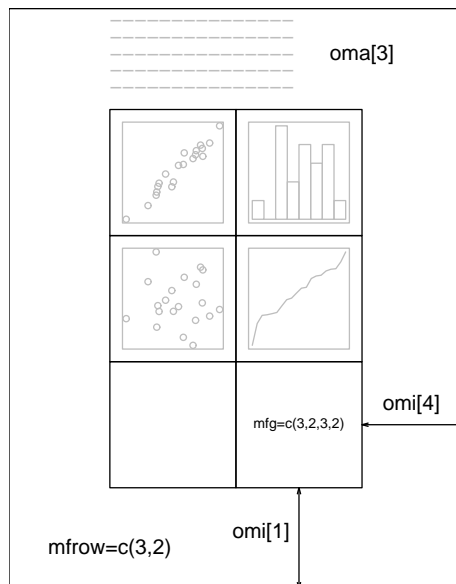 oma[3]
omi[4]
mfg=c(3,2,3,2)
omi[1]
mfrow=c(3,2)